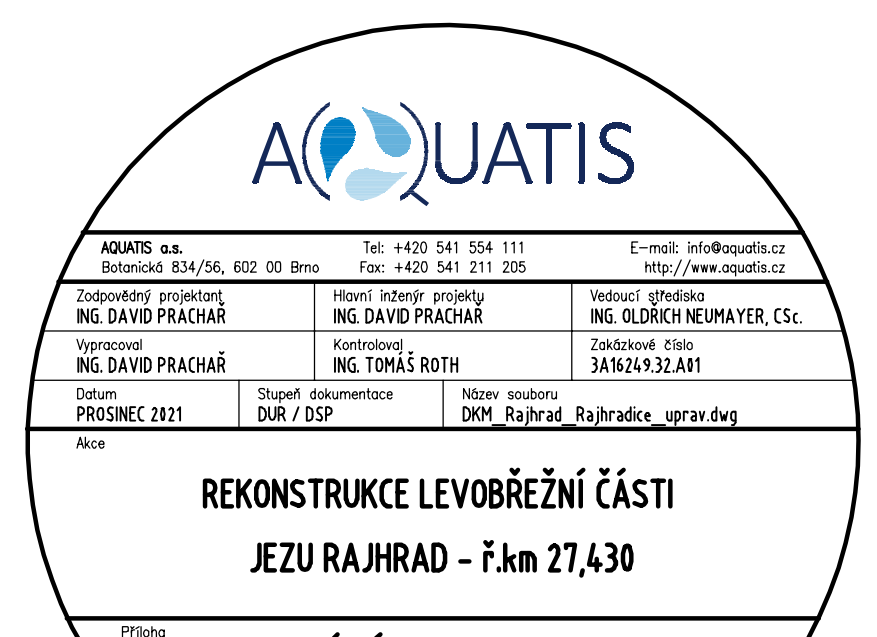 AQUATIS
AQUATIS a.s. Tel: +420 541 554 111 E-mail: info@aquatis.cz
Botanická 834/56, 602 00 Brno Fax: +420 541 211 205 http://www.aquatis.cz
Zodpovědný projektant Hlavní inženýr projektu Vedoucí střediska
ING. DAVID PRACHAŘ ING. DAVID PRACHAŘ ING. OLDŘICH NEUMAYER, CSc.
Vypracoval Kontroloval Zakázkové číslo
ING. DAVID PRACHAŘ ING. TOMÁŠ ROTH 3A16249.32.A01
Datum Stupeň dokumentace Název souboru
PROSINEC 2021 DUR / DSP DKM_Rajhrad_Rajhradice_uprav.dwg
Akce
REKONSTRUKCE LEVOBŘEŽNÍ ČÁSTI
JEZU RAJHRAD - ř.km 27,430
Příloha